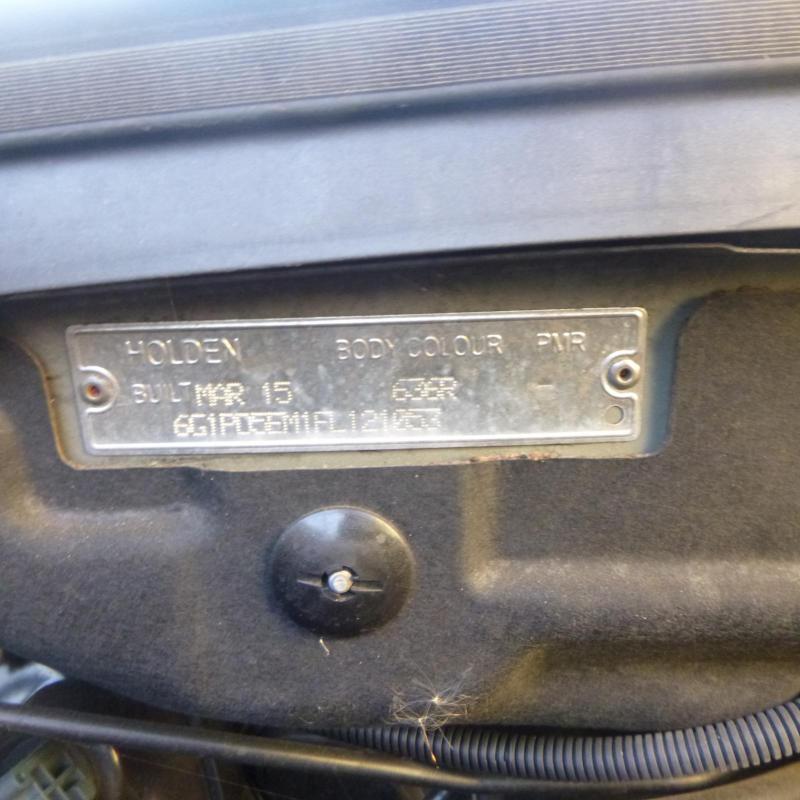 HOLDEN BODY COLOUR PMR
BUILT MAR 15 636R -
6G1PD5EM1FL121053